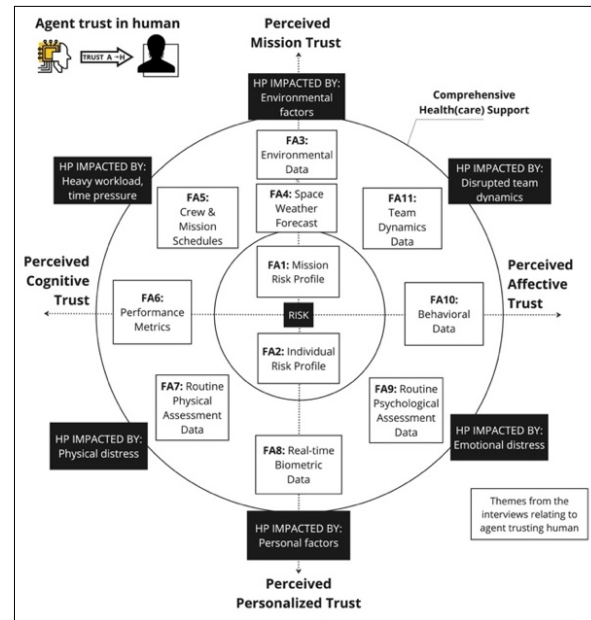 Agent trust in human
TRUST A → H
Perceived
Mission Trust
HP IMPACTED BY:
Environmental
factors
Comprehensive
Health(care) Support
HP IMPACTED BY:
Heavy workload,
time pressure
FA3:
Environmental
Data
HP IMPACTED BY:
Disrupted team
dynamics
FA5:
Crew &
Mission
Schedules
FA4: Space
Weather
Forecast
FA11:
Team
Dynamics
Data
Perceived
Cognitive
Trust
FA1: Mission
Risk Profile
Perceived
Affective
Trust
FA6:
Performance
Metrics
RISK
FA10:
Behavioral
Data
FA2: Individual
Risk Profile
FA7: Routine
Physical
Assessment
Data
FA9: Routine
Psychological
Assessment
Data
HP IMPACTED BY:
Physical distress
FA8: Real-time
Biometric
Data
HP IMPACTED BY:
Emotional distress
HP IMPACTED BY:
Personal factors
Themes from the
interviews relating to
agent trusting human
Perceived
Personalized Trust